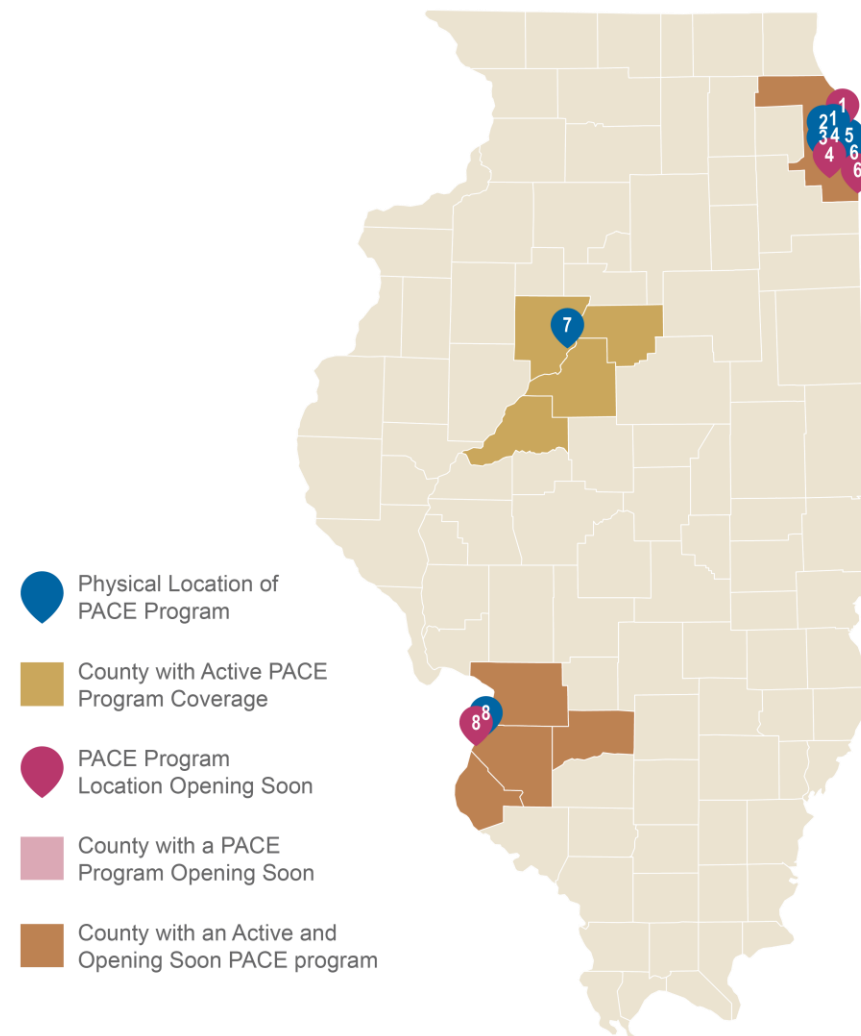 1
2 1
3 4 5
4 6
6
7
8
8
Physical Location of
PACE Program
County with Active PACE
Program Coverage
PACE Program
Location Opening Soon
County with a PACE
Program Opening Soon
County with an Active and
Opening Soon PACE program